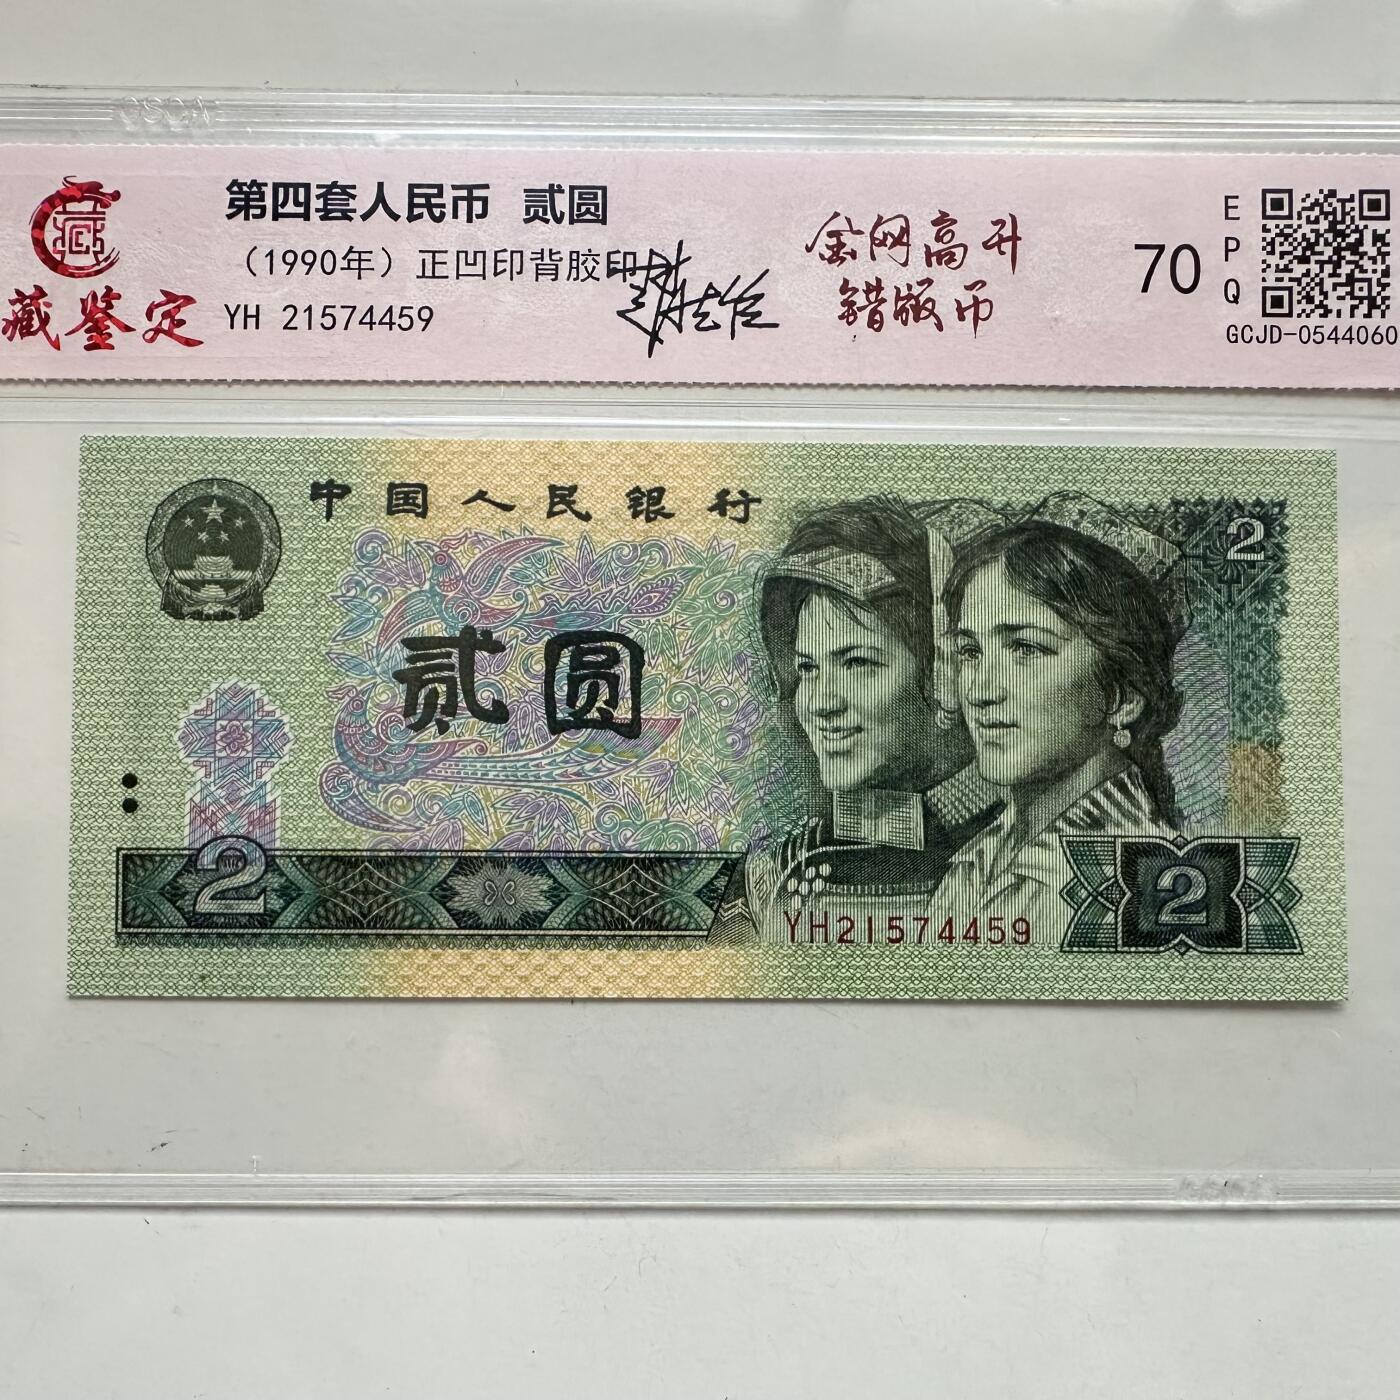 第四套人民币 贰圆
(1990年) 正凹印背胶印
YH 21574459
藏鉴定
金网高升
错版币
70
EPQ
GCJD-0544060
中国人民银行
2
贰圆
2
YH21574459
2